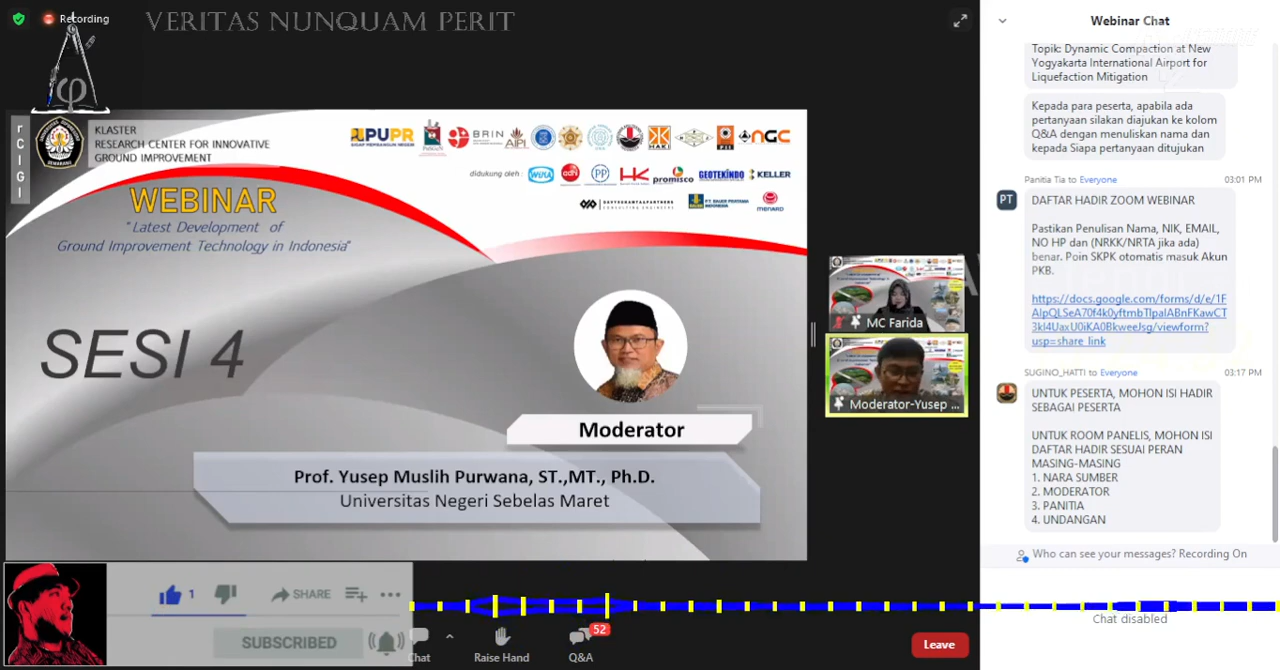 Recording
VERITAS NUNQUAM PERIT
φ
rCIGI
KLASTER
RESEARCH CENTER FOR INNOVATIVE
GROUND IMPROVEMENT
PUPR
BRIN
AIPI
HAKI
PII
NGC
didukung oleh :
WIKA
adhi
PP
HK
promisco
GEOTEKINDO
KELLER
MENARD
WEBINAR
"Latest Development of
Ground Improvement Technology in Indonesia"
SESI 4
Moderator
Prof. Yusep Muslih Purwana, ST.,MT., Ph.D.
Universitas Negeri Sebelas Maret
MC Farida
Moderator-Yusep ...
1
SHARE
SUBSCRIBED
Chat
Raise Hand
52
Q&A
Leave
Webinar Chat
Topik: Dynamic Compaction at New
Yogyakarta International Airport for
Liquefaction Mitigation
Kepada para peserta, apabila ada
pertanyaan silakan diajukan ke kolom
Q&A dengan menuliskan nama dan
kepada Siapa pertanyaan ditujukan
Panitia Tia to Everyone 03:01 PM
PT
DAFTAR HADIR ZOOM WEBINAR
Pastikan Penulisan Nama, NIK, EMAIL,
NO HP dan (NRKK/NRTA jika ada)
benar. Poin SKPK otomatis masuk Akun
PKB.
https://docs.google.com/forms/d/e/1F
usp=share_link
SUGINO_HATTI to Everyone 03:17 PM
UNTUK PESERTA, MOHON ISI HADIR
SEBAGAI PESERTA
UNTUK ROOM PANELIS, MOHON ISI
DAFTAR HADIR SESUAI PERAN
MASING-MASING
1. NARA SUMBER
2. MODERATOR
3. PANITIA
4. UNDANGAN
Who can see your messages? Recording On
Chat disabled